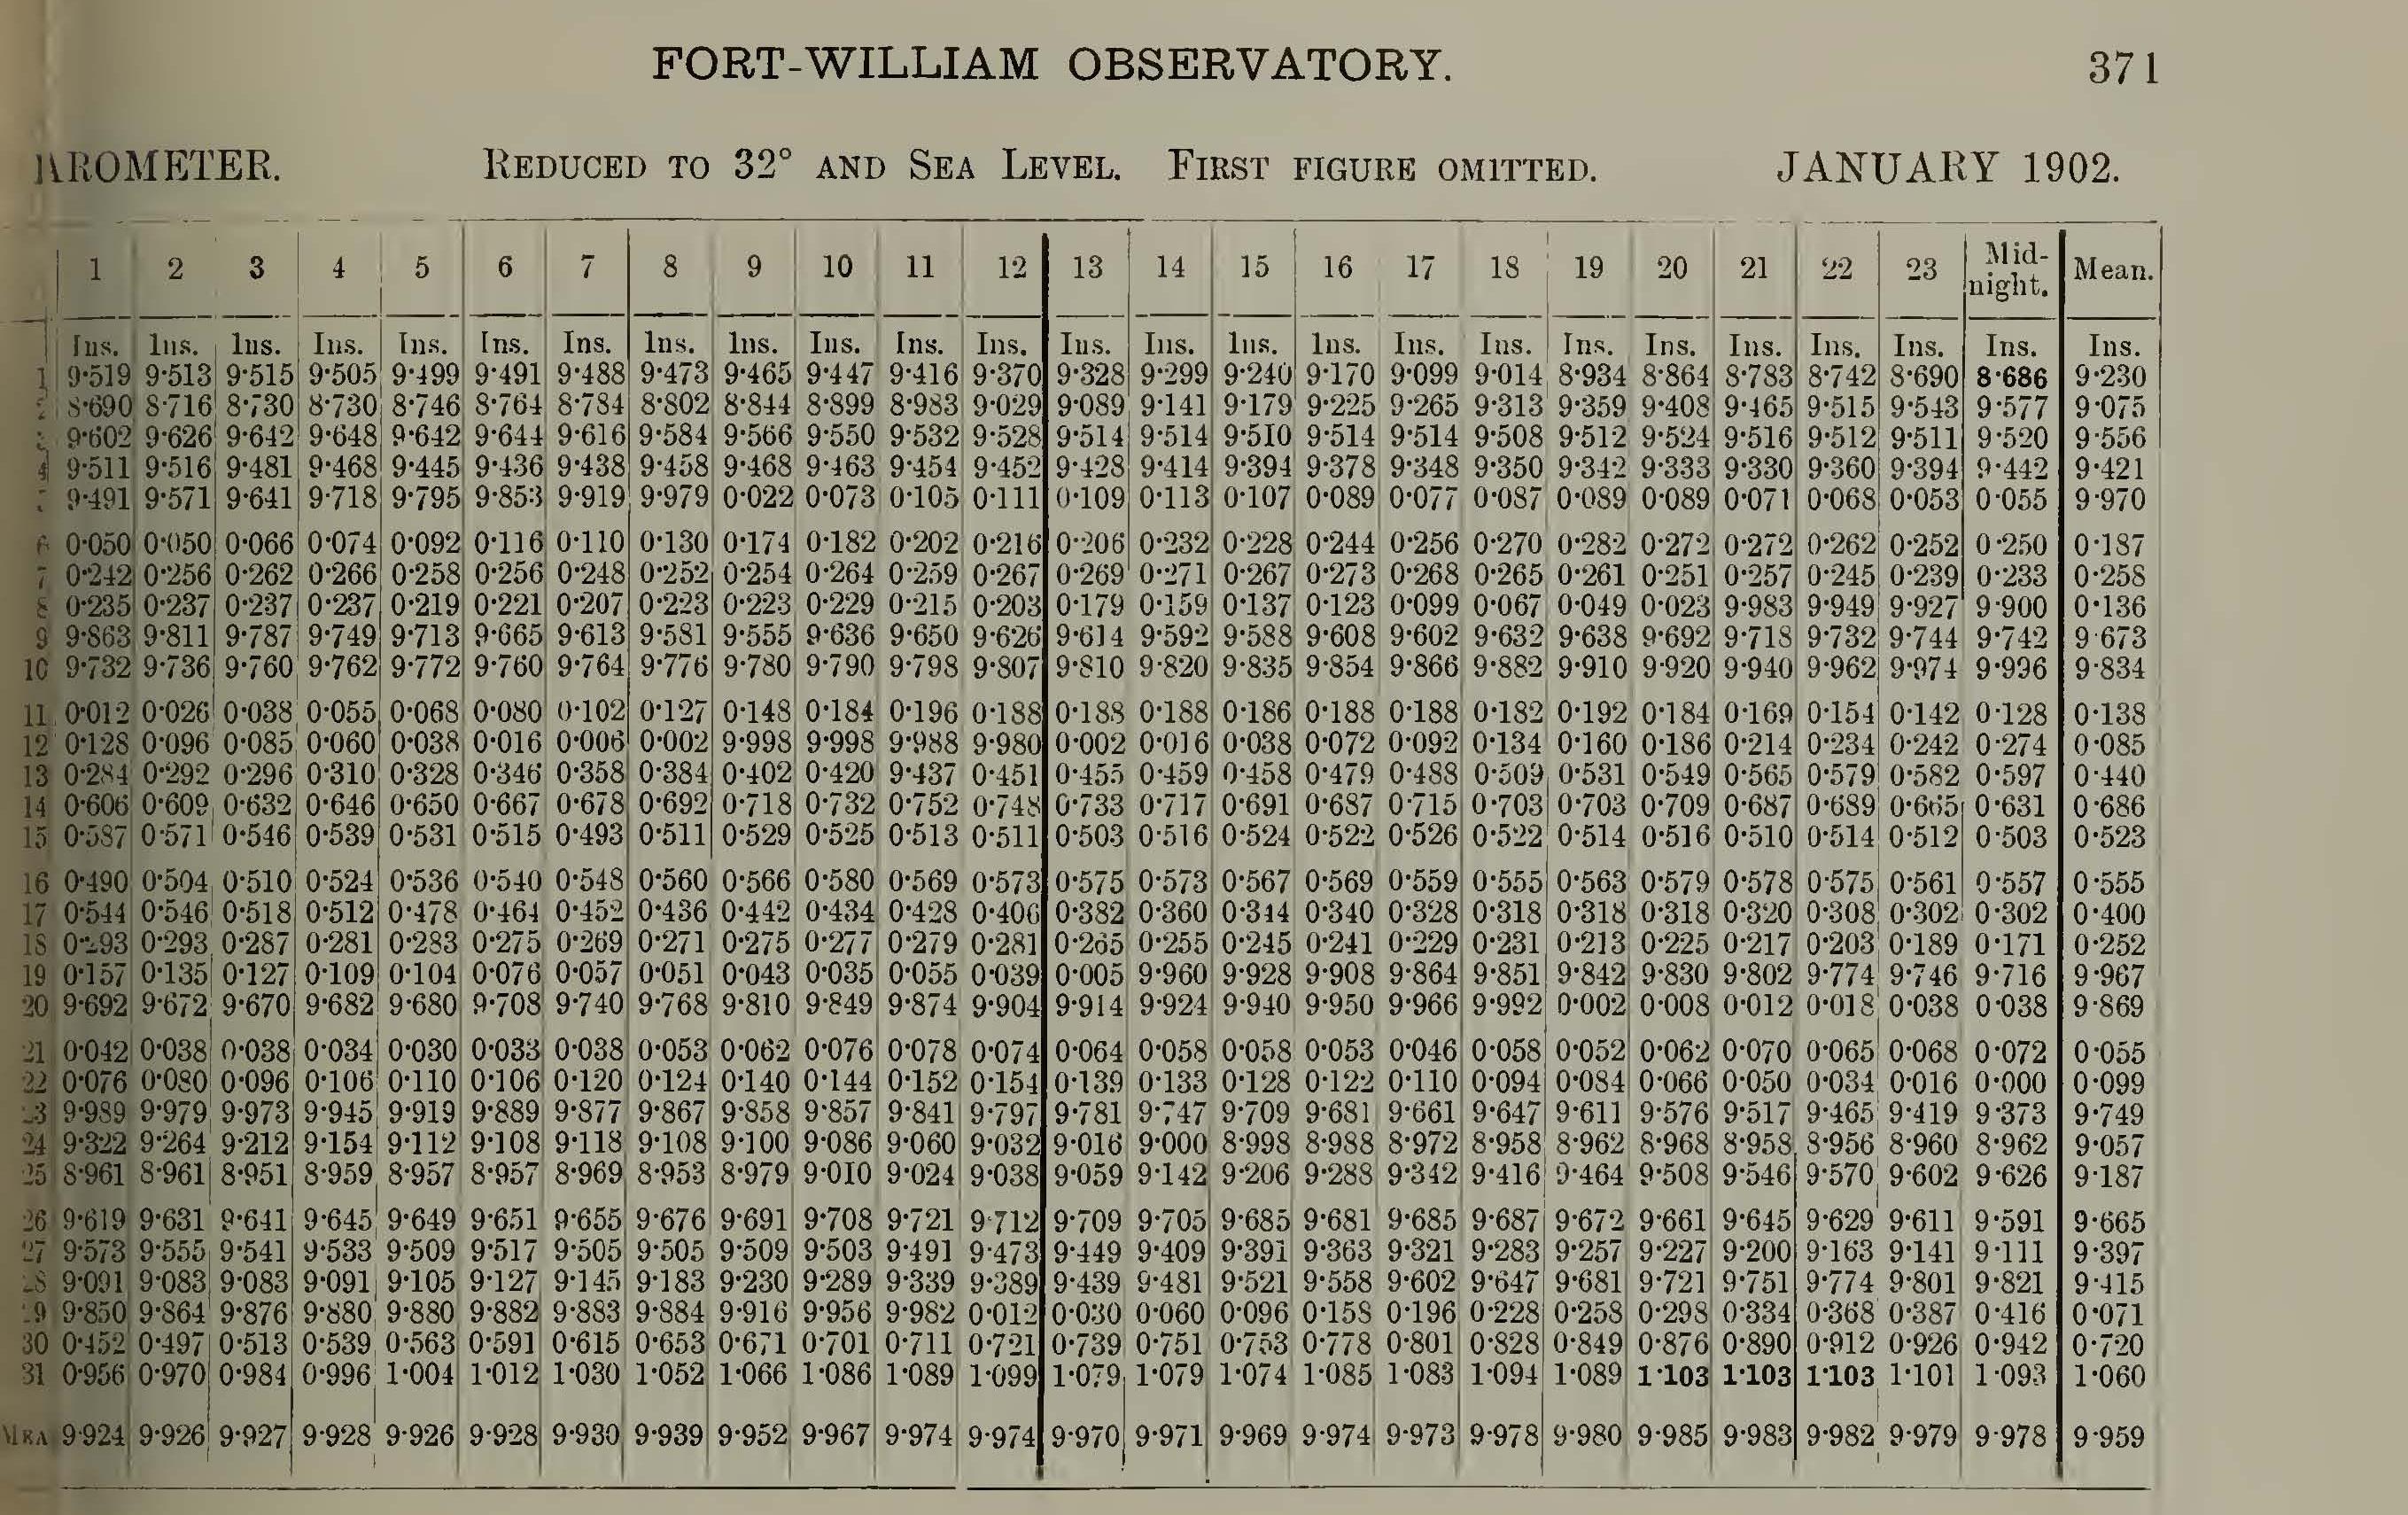 FORT-WILLIAM OBSERVATORY. 371
REDUCED TO 32° AND SEA LEVEL. FIRST FIGURE OMITTED. JANUARY 1902.
1 2 3 4 5 6 7 8 9 10 11 12 13 14 15 16 17 18 19 20 21 22 23 Mid-night. Mean.
Ins. Ins. Ins. Ins. Ins. Ins. Ins. Ins. Ins. Ins. Ins. Ins. Ins. Ins. Ins. Ins. Ins. Ins. Ins. Ins. Ins. Ins. Ins. Ins. Ins.
1 9·519 9·513 9·515 9·505 9·499 9·491 9·488 9·473 9·465 9·447 9·416 9·370 9·328 9·299 9·240 9·170 9·099 9·014 8·934 8·864 8·783 8·742 8·690 8·686 9·230
8·690 8·716 8·730 8·730 8·746 8·764 8·784 8·802 8·844 8·899 8·983 9·029 9·089 9·141 9·179 9·225 9·265 9·313 9·359 9·408 9·465 9·515 9·543 9·577 9·075
9·602 9·626 9·642 9·648 9·642 9·644 9·616 9·584 9·566 9·550 9·532 9·528 9·514 9·514 9·510 9·514 9·514 9·508 9·512 9·524 9·516 9·512 9·511 9·520 9·556
4 9·511 9·516 9·481 9·468 9·445 9·436 9·438 9·458 9·468 9·463 9·454 9·452 9·428 9·414 9·394 9·378 9·348 9·350 9·342 9·333 9·330 9·360 9·394 9·442 9·421
9·491 9·571 9·641 9·718 9·795 9·853 9·919 9·979 0·022 0·073 0·105 0·111 0·109 0·113 0·107 0·089 0·077 0·087 0·089 0·089 0·071 0·068 0·053 0·055 9·970
6 0·050 0·050 0·066 0·074 0·092 0·116 0·110 0·130 0·174 0·182 0·202 0·216 0·206 0·232 0·228 0·244 0·256 0·270 0·282 0·272 0·272 0·262 0·252 0·250 0·187
7 0·242 0·256 0·262 0·266 0·258 0·256 0·248 0·252 0·254 0·264 0·259 0·267 0·269 0·271 0·267 0·273 0·268 0·265 0·261 0·251 0·257 0·245 0·239 0·233 0·258
8 0·235 0·237 0·237 0·237 0·219 0·221 0·207 0·223 0·223 0·229 0·215 0·203 0·179 0·159 0·137 0·123 0·099 0·067 0·049 0·023 9·983 9·949 9·927 9·900 0·136
9 9·863 9·811 9·787 9·749 9·713 9·665 9·613 9·581 9·555 9·636 9·650 9·626 9·614 9·592 9·588 9·608 9·602 9·632 9·638 9·692 9·718 9·732 9·744 9·742 9·673
10 9·732 9·736 9·760 9·762 9·772 9·760 9·764 9·776 9·780 9·790 9·798 9·807 9·810 9·820 9·835 9·854 9·866 9·882 9·910 9·920 9·940 9·962 9·974 9·996 9·834
11 0·012 0·026 0·038 0·055 0·068 0·080 0·102 0·127 0·148 0·184 0·196 0·188 0·188 0·188 0·186 0·188 0·188 0·182 0·192 0·184 0·169 0·154 0·142 0·128 0·138
12 0·128 0·096 0·085 0·060 0·038 0·016 0·006 0·002 9·998 9·998 9·988 9·980 0·002 0·016 0·038 0·072 0·092 0·134 0·160 0·186 0·214 0·234 0·242 0·274 0·085
13 0·284 0·292 0·296 0·310 0·328 0·346 0·358 0·384 0·402 0·420 9·437 0·451 0·455 0·459 0·458 0·479 0·488 0·509 0·531 0·549 0·565 0·579 0·582 0·597 0·440
14 0·606 0·609 0·632 0·646 0·650 0·667 0·678 0·692 0·718 0·732 0·752 0·748 0·733 0·717 0·691 0·687 0·715 0·703 0·703 0·709 0·687 0·689 0·665 0·631 0·686
15 0·587 0·571 0·546 0·539 0·531 0·515 0·493 0·511 0·529 0·525 0·513 0·511 0·503 0·516 0·524 0·522 0·526 0·522 0·514 0·516 0·510 0·514 0·512 0·503 0·523
16 0·490 0·504 0·510 0·524 0·536 0·540 0·548 0·560 0·566 0·580 0·569 0·573 0·575 0·573 0·567 0·569 0·559 0·555 0·563 0·579 0·578 0·575 0·561 0·557 0·555
17 0·544 0·546 0·518 0·512 0·478 0·464 0·452 0·436 0·442 0·434 0·428 0·406 0·382 0·360 0·344 0·340 0·328 0·318 0·318 0·318 0·320 0·308 0·302 0·302 0·400
18 0·293 0·293 0·287 0·281 0·283 0·275 0·269 0·271 0·275 0·277 0·279 0·281 0·265 0·255 0·245 0·241 0·229 0·231 0·213 0·225 0·217 0·203 0·189 0·171 0·252
19 0·157 0·135 0·127 0·109 0·104 0·076 0·057 0·051 0·043 0·035 0·055 0·039 0·005 9·960 9·928 9·908 9·864 9·851 9·842 9·830 9·802 9·774 9·746 9·716 9·967
20 9·692 9·672 9·670 9·682 9·680 9·708 9·740 9·768 9·810 9·849 9·874 9·904 9·914 9·924 9·940 9·950 9·966 9·992 0·002 0·008 0·012 0·018 0·038 0·038 9·869
21 0·042 0·038 0·038 0·034 0·030 0·033 0·038 0·053 0·062 0·076 0·078 0·074 0·064 0·058 0·058 0·053 0·046 0·058 0·052 0·062 0·070 0·065 0·068 0·072 0·055
22 0·076 0·080 0·096 0·106 0·110 0·106 0·120 0·124 0·140 0·144 0·152 0·154 0·139 0·133 0·128 0·122 0·110 0·094 0·084 0·066 0·050 0·034 0·016 0·000 0·099
23 9·989 9·979 9·973 9·945 9·919 9·889 9·877 9·867 9·858 9·857 9·841 9·797 9·781 9·747 9·709 9·681 9·661 9·647 9·611 9·576 9·517 9·465 9·419 9·373 9·749
24 9·322 9·264 9·212 9·154 9·112 9·108 9·118 9·108 9·100 9·086 9·060 9·032 9·016 9·000 8·998 8·988 8·972 8·958 8·962 8·968 8·958 8·956 8·960 8·962 9·057
25 8·961 8·961 8·951 8·959 8·957 8·957 8·969 8·953 8·979 9·010 9·024 9·038 9·059 9·142 9·206 9·288 9·342 9·416 9·464 9·508 9·546 9·570 9·602 9·626 9·187
26 9·619 9·631 9·641 9·645 9·649 9·651 9·655 9·676 9·691 9·708 9·721 9·712 9·709 9·705 9·685 9·681 9·685 9·687 9·672 9·661 9·645 9·629 9·611 9·591 9·665
27 9·573 9·555 9·541 9·533 9·509 9·517 9·505 9·505 9·509 9·503 9·491 9·473 9·449 9·409 9·391 9·363 9·321 9·283 9·257 9·227 9·200 9·163 9·141 9·111 9·397
28 9·091 9·083 9·083 9·091 9·105 9·127 9·145 9·183 9·230 9·289 9·339 9·389 9·439 9·481 9·521 9·558 9·602 9·647 9·681 9·721 9·751 9·774 9·801 9·821 9·415
29 9·850 9·864 9·876 9·880 9·880 9·882 9·883 9·884 9·916 9·956 9·982 0·012 0·030 0·060 0·096 0·158 0·196 0·228 0·258 0·298 0·334 0·368 0·387 0·416 0·071
30 0·452 0·497 0·513 0·539 0·563 0·591 0·615 0·653 0·671 0·701 0·711 0·721 0·739 0·751 0·753 0·778 0·801 0·828 0·849 0·876 0·890 0·912 0·926 0·942 0·720
31 0·956 0·970 0·984 0·996 1·004 1·012 1·030 1·052 1·066 1·086 1·089 1·099 1·079 1·079 1·074 1·085 1·083 1·094 1·089 1·103 1·103 1·103 1·101 1·093 1·060
9·924 9·926 9·927 9·928 9·926 9·928 9·930 9·939 9·952 9·967 9·974 9·974 9·970 9·971 9·969 9·974 9·973 9·978 9·980 9·985 9·983 9·982 9·979 9·978 9·959